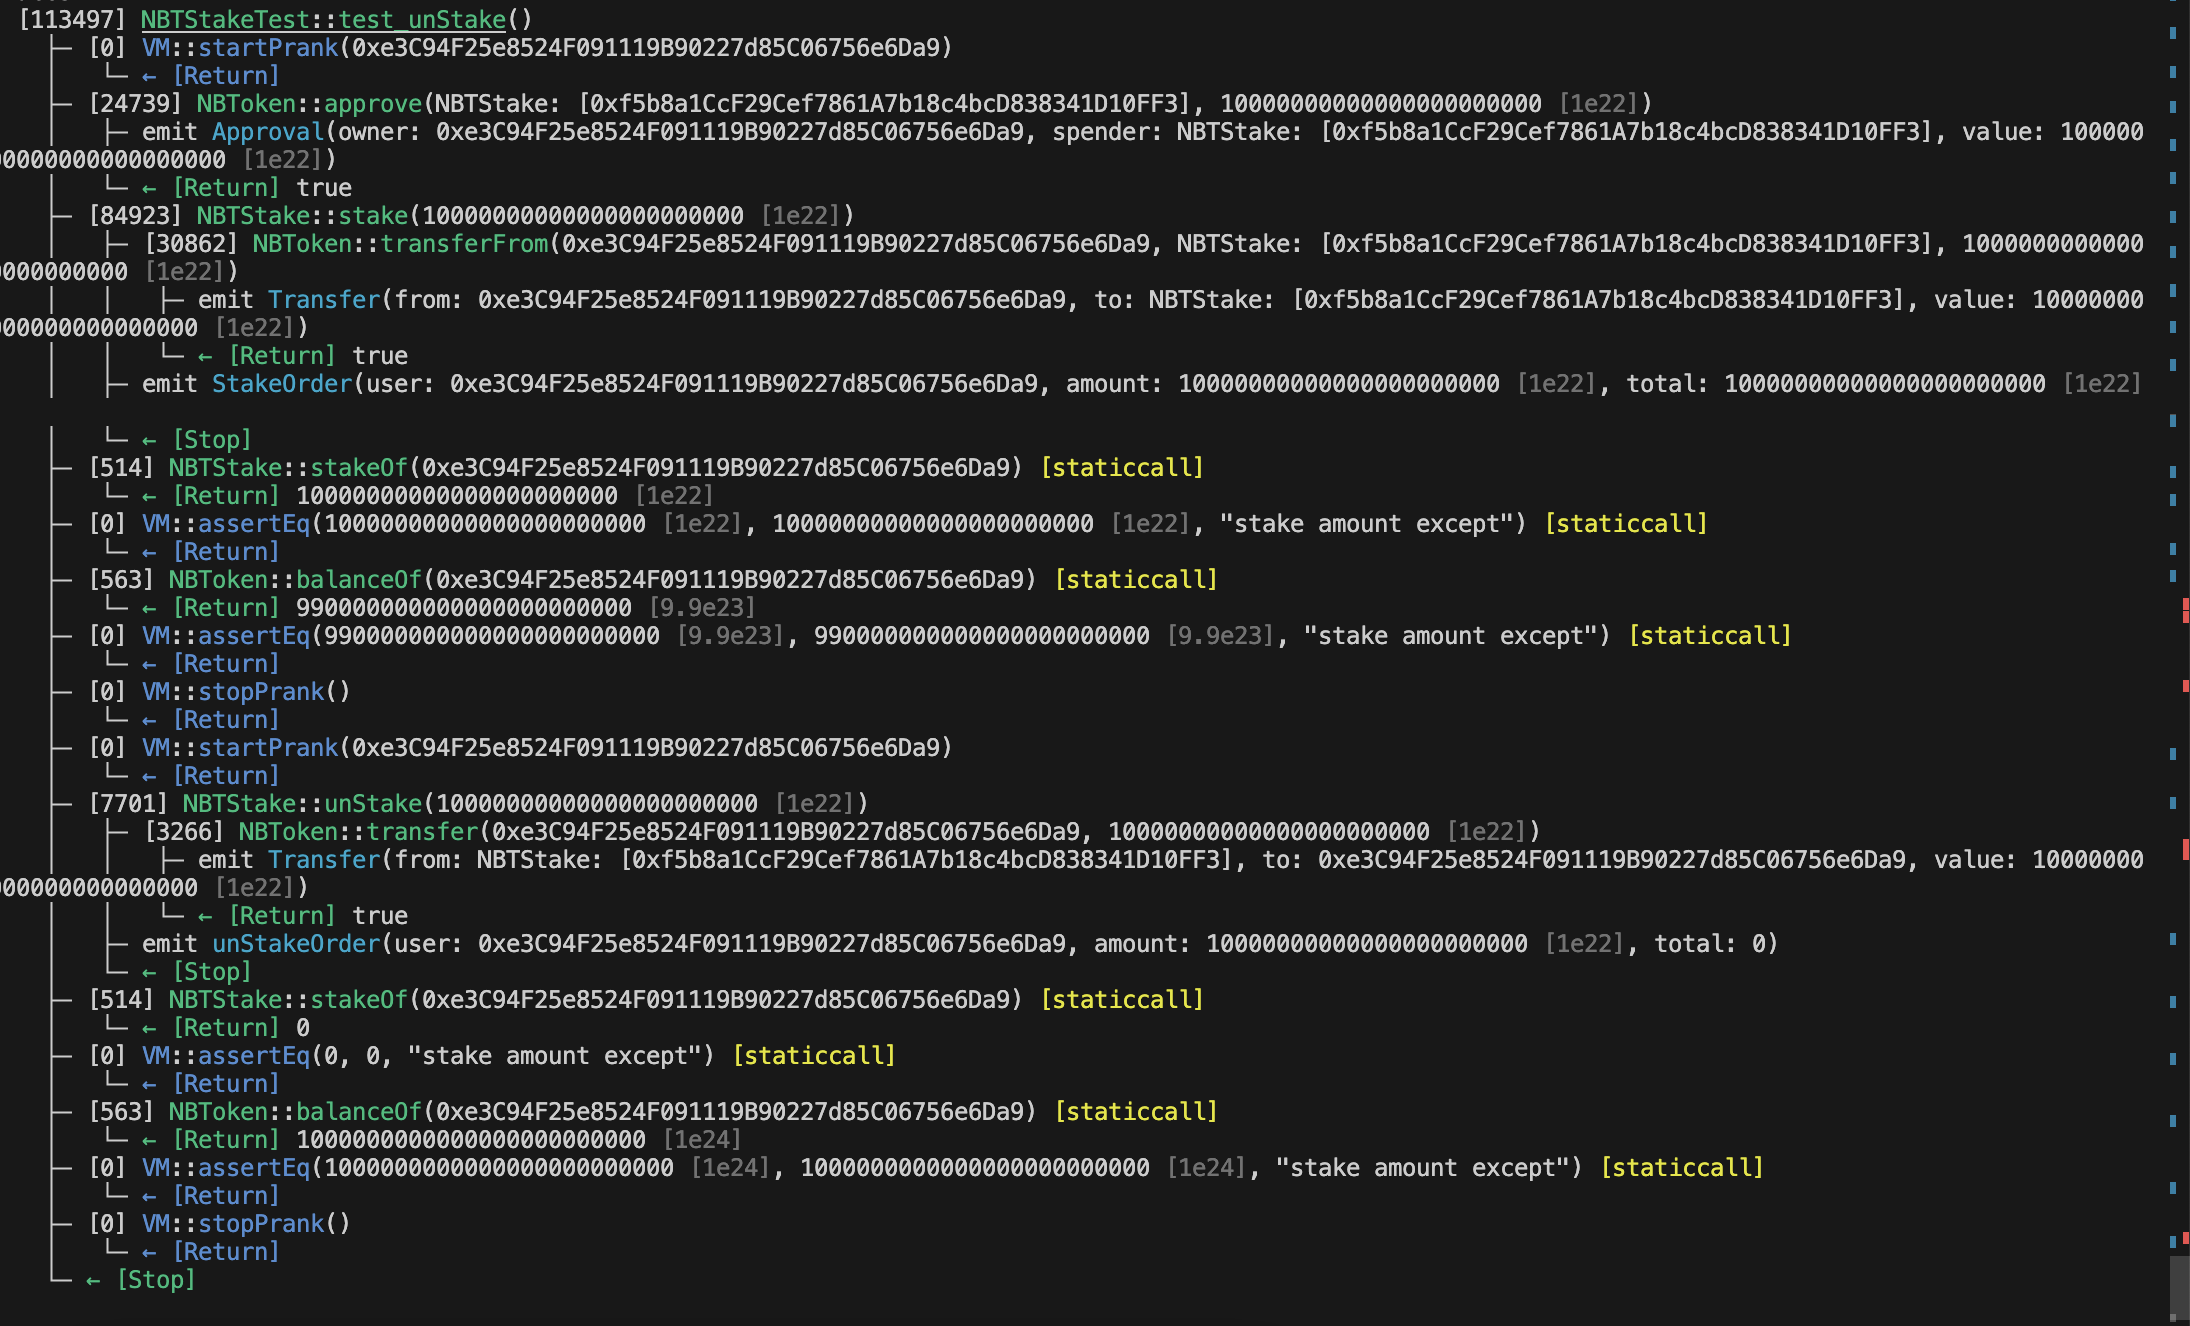 [113497] NBTStakeTest::test_unStake()
├─ [0] VM::startPrank(0xe3C94F25e8524F091119B90227d85C06756e6Da9)
│   └─ ← [Return]
├─ [24739] NBToken::approve(NBTStake: [0xf5b8a1CcF29Cef7861A7b18c4bcD838341D10FF3], 10000000000000000000000 [1e22])
│   ├─ emit Approval(owner: 0xe3C94F25e8524F091119B90227d85C06756e6Da9, spender: NBTStake: [0xf5b8a1CcF29Cef7861A7b18c4bcD838341D10FF3], value: 100000
00000000000000000 [1e22])
│   └─ ← [Return] true
├─ [84923] NBTStake::stake(10000000000000000000000 [1e22])
│   ├─ [30862] NBToken::transferFrom(0xe3C94F25e8524F091119B90227d85C06756e6Da9, NBTStake: [0xf5b8a1CcF29Cef7861A7b18c4bcD838341D10FF3], 1000000000000
0000000000 [1e22])
│   │   ├─ emit Transfer(from: 0xe3C94F25e8524F091119B90227d85C06756e6Da9, to: NBTStake: [0xf5b8a1CcF29Cef7861A7b18c4bcD838341D10FF3], value: 10000000
000000000000000 [1e22])
│   │   └─ ← [Return] true
│   ├─ emit StakeOrder(user: 0xe3C94F25e8524F091119B90227d85C06756e6Da9, amount: 10000000000000000000000 [1e22], total: 10000000000000000000000 [1e22]
│   └─ ← [Stop]
├─ [514] NBTStake::stakeOf(0xe3C94F25e8524F091119B90227d85C06756e6Da9) [staticcall]
│   └─ ← [Return] 10000000000000000000000 [1e22]
├─ [0] VM::assertEq(10000000000000000000000 [1e22], 10000000000000000000000 [1e22], "stake amount except") [staticcall]
│   └─ ← [Return]
├─ [563] NBToken::balanceOf(0xe3C94F25e8524F091119B90227d85C06756e6Da9) [staticcall]
│   └─ ← [Return] 990000000000000000000000 [9.9e23]
├─ [0] VM::assertEq(990000000000000000000000 [9.9e23], 990000000000000000000000 [9.9e23], "stake amount except") [staticcall]
│   └─ ← [Return]
├─ [0] VM::stopPrank()
│   └─ ← [Return]
├─ [0] VM::startPrank(0xe3C94F25e8524F091119B90227d85C06756e6Da9)
│   └─ ← [Return]
├─ [7701] NBTStake::unStake(10000000000000000000000 [1e22])
│   ├─ [3266] NBToken::transfer(0xe3C94F25e8524F091119B90227d85C06756e6Da9, 10000000000000000000000 [1e22])
│   │   ├─ emit Transfer(from: NBTStake: [0xf5b8a1CcF29Cef7861A7b18c4bcD838341D10FF3], to: 0xe3C94F25e8524F091119B90227d85C06756e6Da9, value: 10000000
000000000000000 [1e22])
│   │   └─ ← [Return] true
│   ├─ emit unStakeOrder(user: 0xe3C94F25e8524F091119B90227d85C06756e6Da9, amount: 10000000000000000000000 [1e22], total: 0)
│   └─ ← [Stop]
├─ [514] NBTStake::stakeOf(0xe3C94F25e8524F091119B90227d85C06756e6Da9) [staticcall]
│   └─ ← [Return] 0
├─ [0] VM::assertEq(0, 0, "stake amount except") [staticcall]
│   └─ ← [Return]
├─ [563] NBToken::balanceOf(0xe3C94F25e8524F091119B90227d85C06756e6Da9) [staticcall]
│   └─ ← [Return] 1000000000000000000000000 [1e24]
├─ [0] VM::assertEq(1000000000000000000000000 [1e24], 1000000000000000000000000 [1e24], "stake amount except") [staticcall]
│   └─ ← [Return]
├─ [0] VM::stopPrank()
│   └─ ← [Return]
└─ ← [Stop]